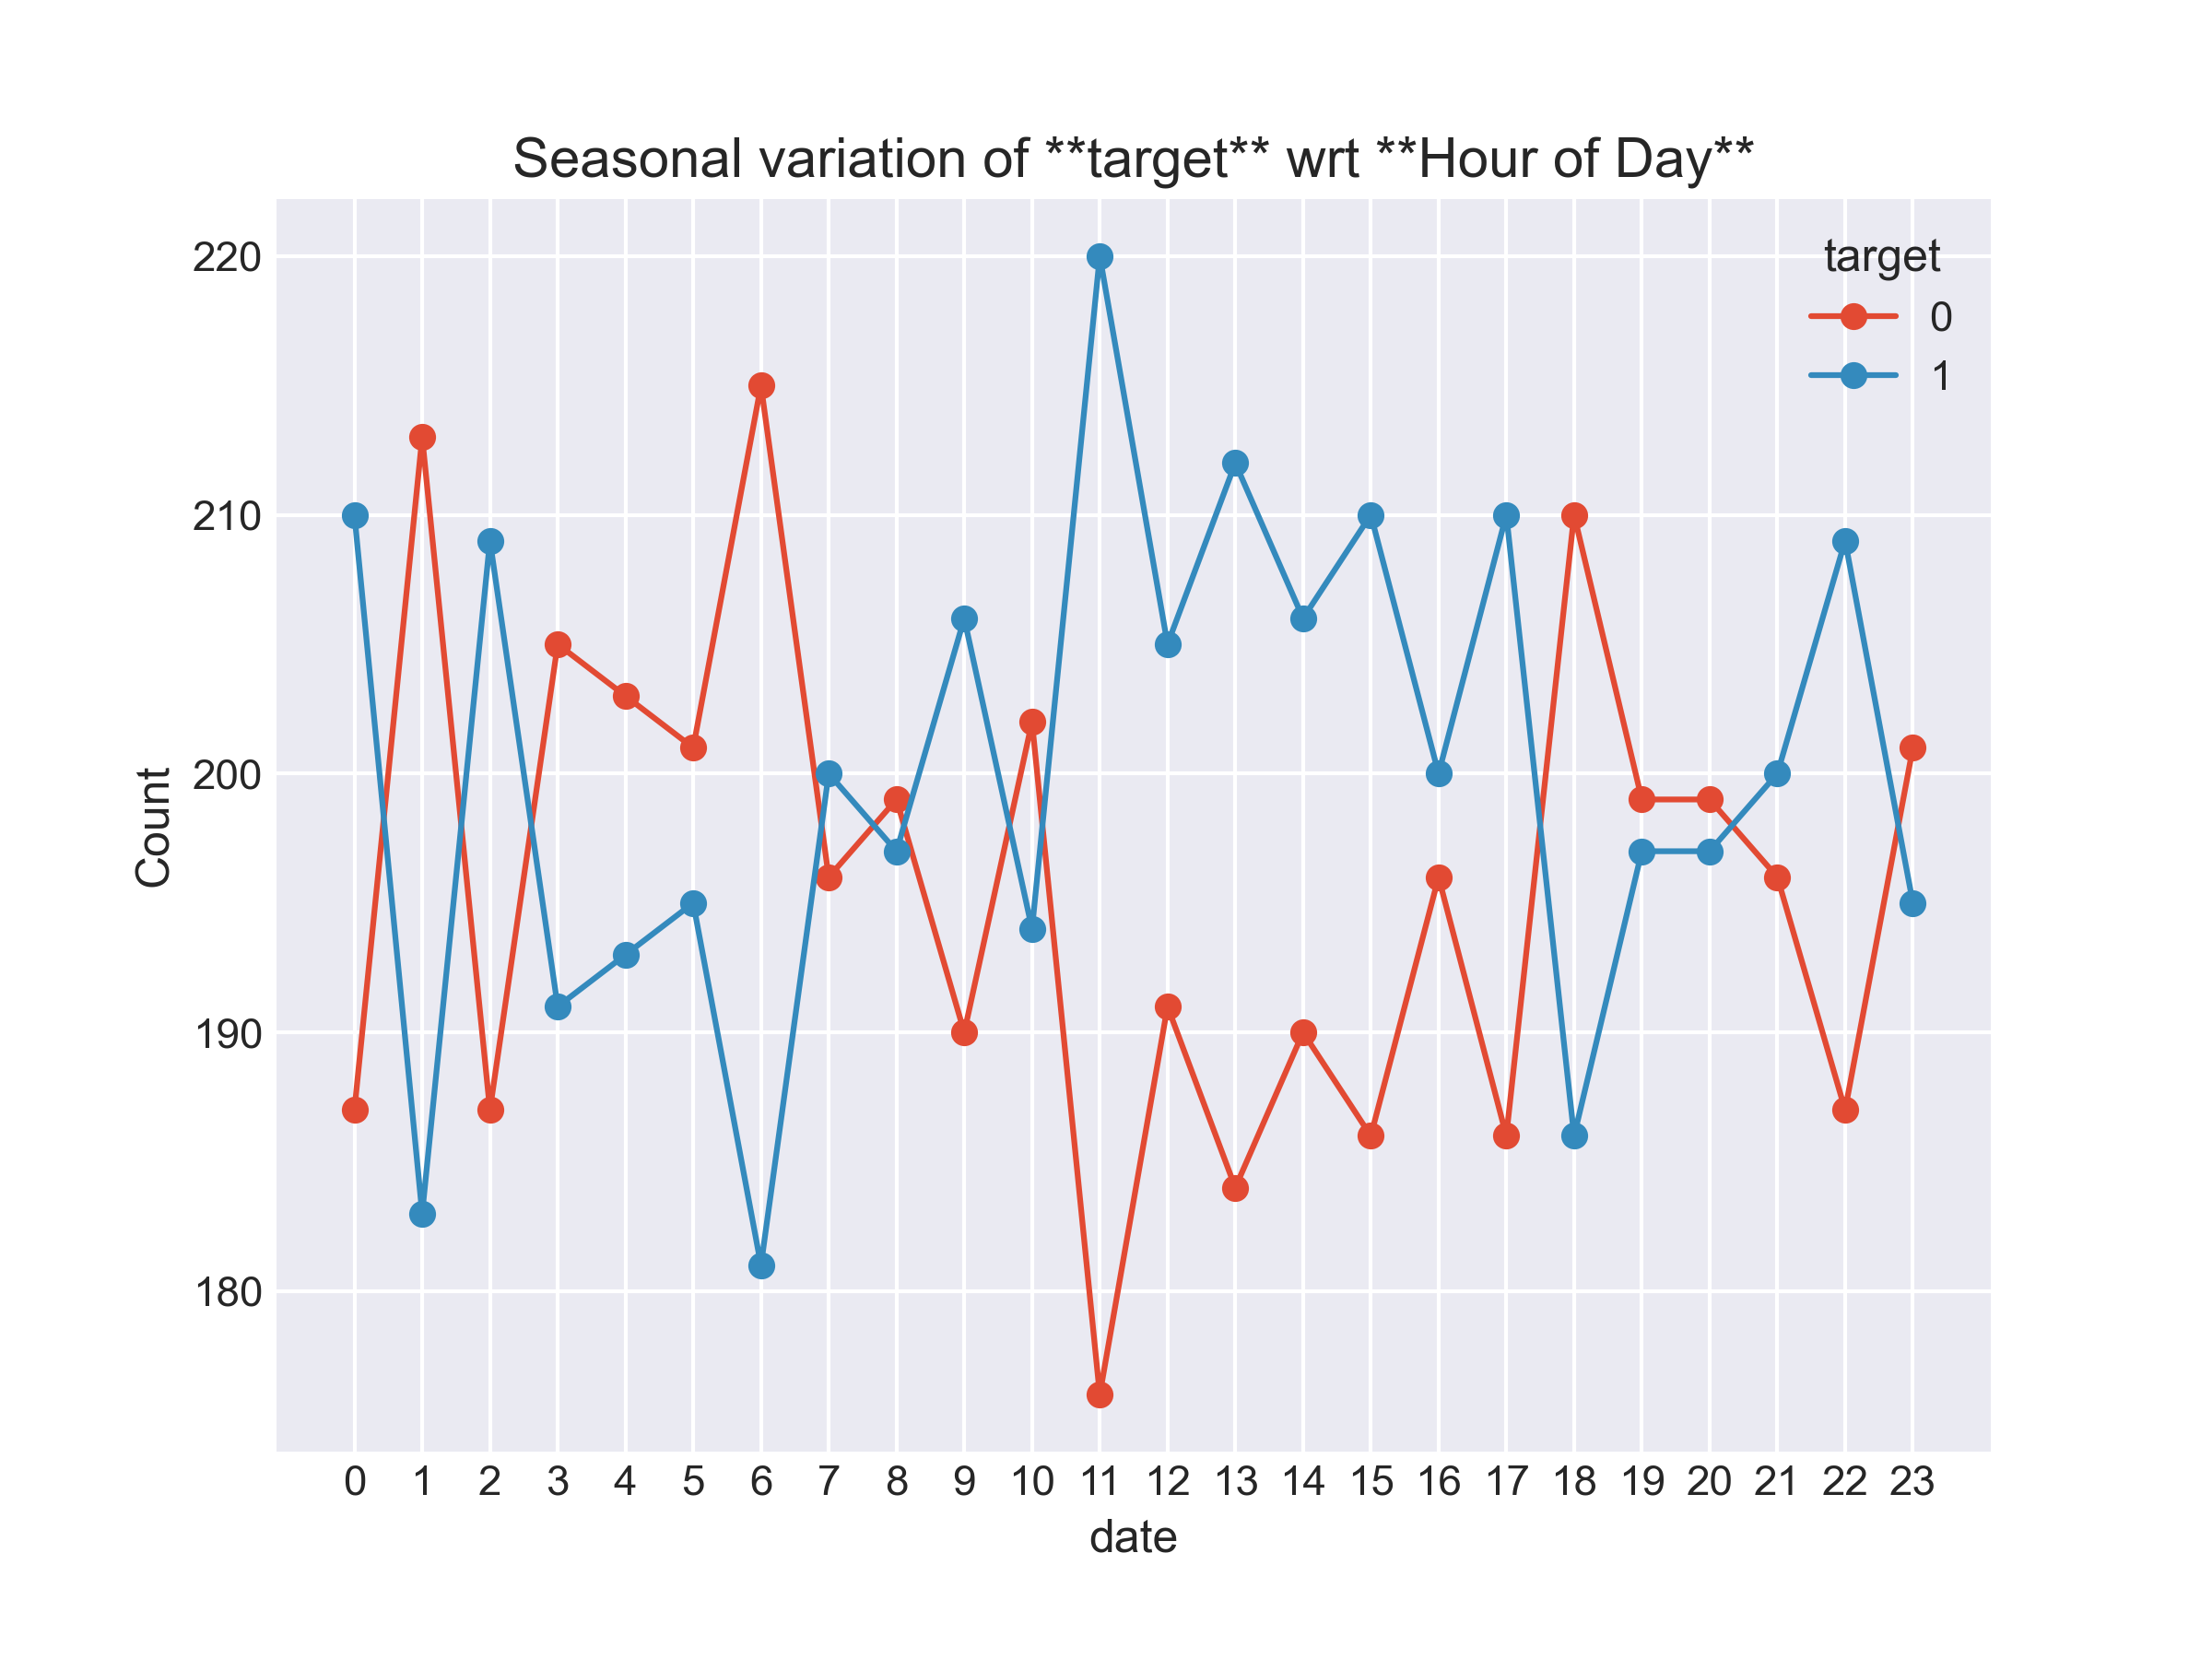 Seasonal variation of **target** wrt **Hour of Day**
target
0
1
220
210
200
190
180
Count
0 1 2 3 4 5 6 7 8 9 10 11 12 13 14 15 16 17 18 19 20 21 22 23
date